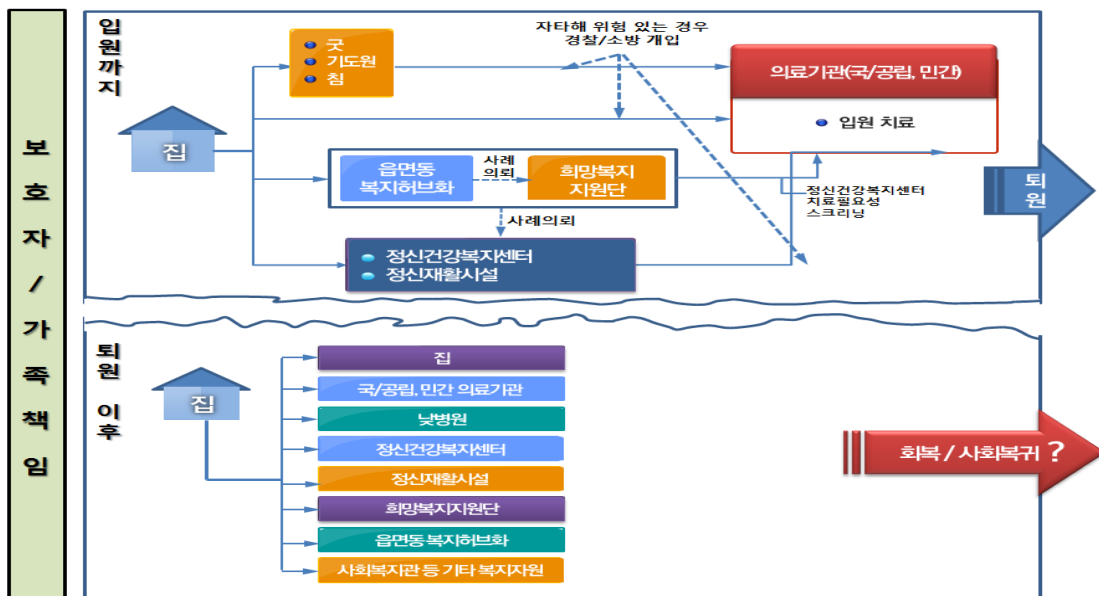 보호자/가족책임
입원까지
굿
기도원
침
자타해 위험 있는 경우
경찰/소방 개입
의료기관(국/공립, 민간)
입원 치료
집
읍면동
복지허브화
사례
의뢰
희망복지
지원단
사례의뢰
정신건강복지센터
치료필요성
스크리닝
정신건강복지센터
정신재활시설
퇴원
퇴원 이후
집
집
국/공립, 민간 의료기관
낮병원
정신건강복지센터
정신재활시설
희망복지지원단
읍면동 복지허브화
사회복지관 등 기타 복지자원
회복 / 사회복귀 ?